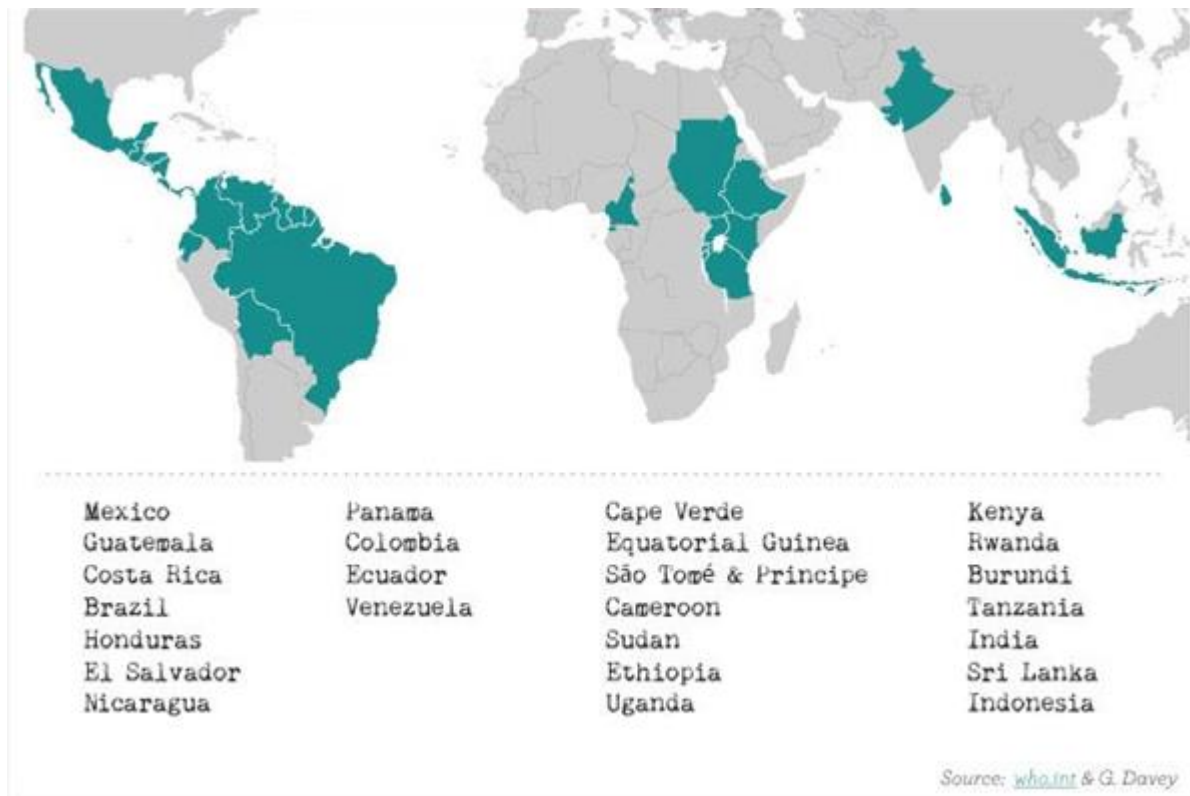 Mexico
Guatemala
Costa Rica
Brazil
Honduras
El Salvador
Nicaragua
Panama
Colombia
Ecuador
Venezuela
Cape Verde
Equatorial Guinea
São Tomé & Principe
Cameroon
Sudan
Ethiopia
Uganda
Kenya
Rwanda
Burundi
Tanzania
India
Sri Lanka
Indonesia
Source: who.int & G. Davey